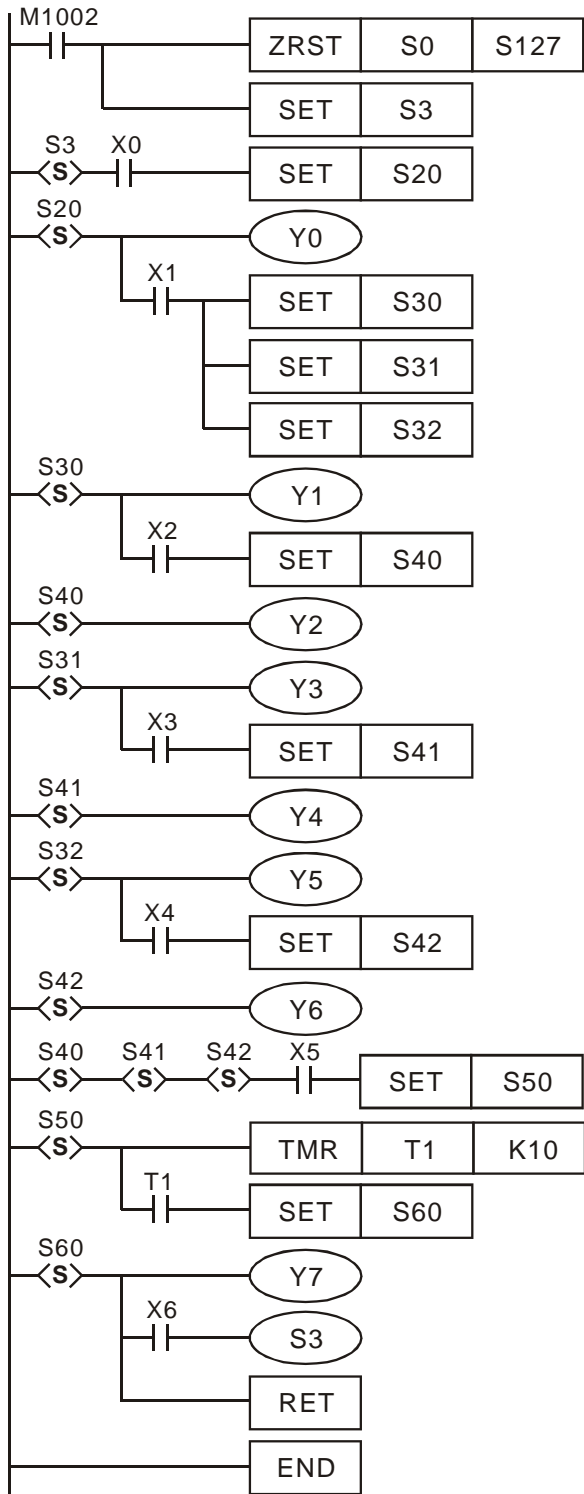 M1002
ZRST S0 S127
SET S3
S3 X0
S SET S20
S20
S Y0
X1
SET S30
SET S31
SET S32
S30
S Y1
X2
SET S40
S40
S Y2
S31
S Y3
X3
SET S41
S41
S Y4
S32
S Y5
X4
SET S42
S42
S Y6
S40 S41 S42 X5
S S S SET S50
S50
S TMR T1 K10
T1
SET S60
S60
S Y7
X6
S3
RET
END